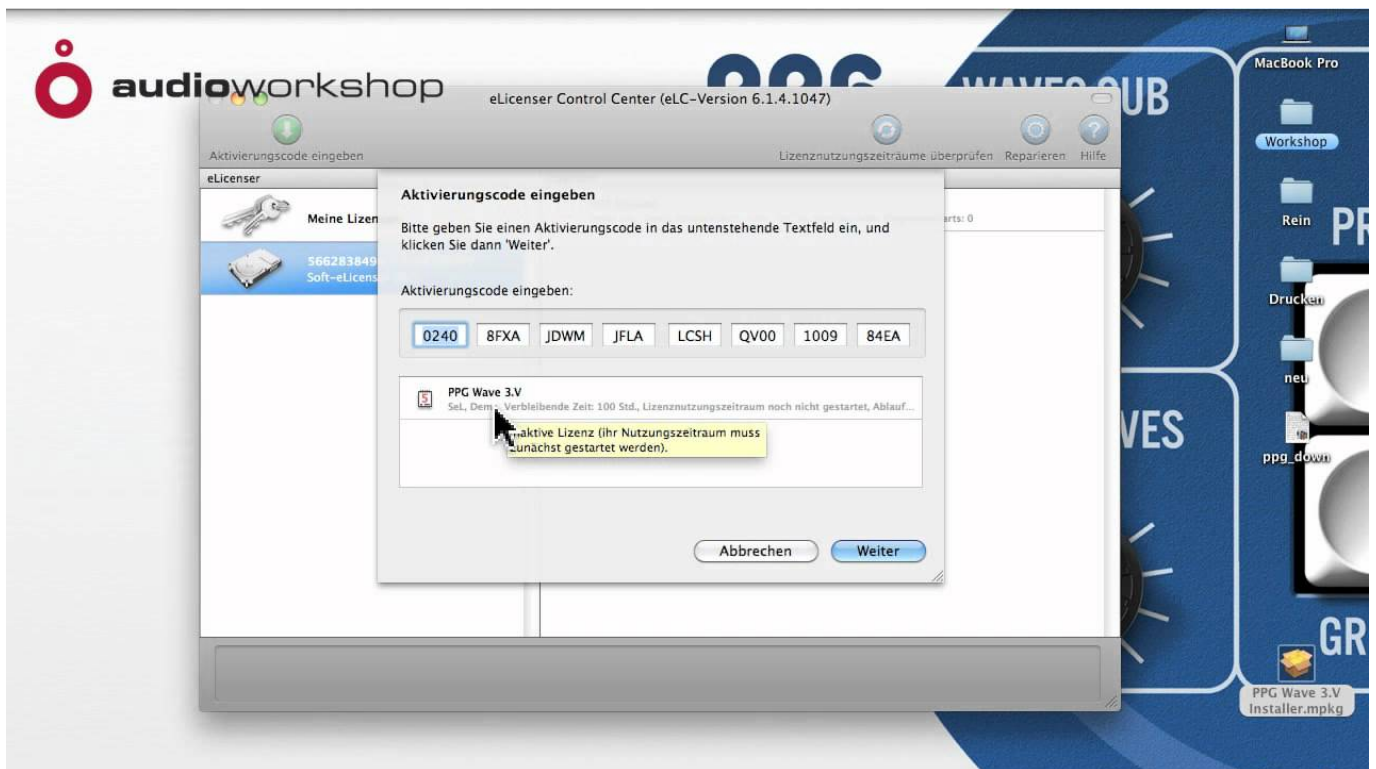 audioworkshop
UB
MacBook Pro
eLicenser Control Center (eLC-Version 6.1.4.1047)
Aktivierungscode eingeben
Lizenznutzungszeiträume überprüfen
Reparieren
Hilfe
Workshop
eLicenser
Meine Lizen
arts: 0
566283849
Soft-eLicens
Aktivierungscode eingeben
Bitte geben Sie einen Aktivierungscode in das untenstehende Textfeld ein, und
klicken Sie dann 'Weiter'.
Aktivierungscode eingeben:
0240 8FXA JDWM JFLA LCSH QV00 1009 84EA
PPG Wave 3.V
SeL, Demo, Verbleibende Zeit: 100 Std., Lizenznutzungszeitraum noch nicht gestartet, Ablauf...
aktive Lizenz (ihr Nutzungszeitraum muss
zunächst gestartet werden).
Abbrechen
Weiter
Rein
PR
Drucken
neu
VES
ppg_down
GR
PPG Wave 3.V
Installer.mpkg